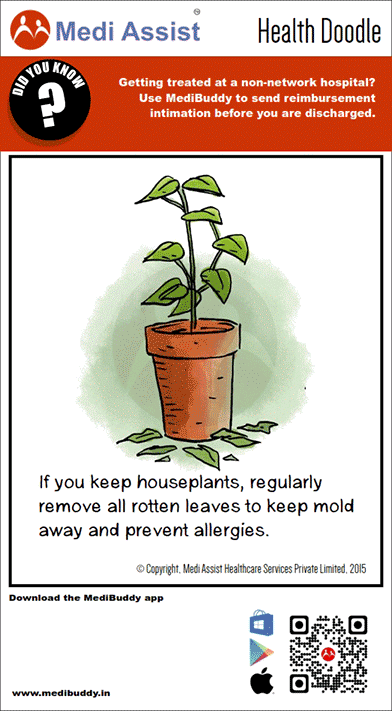 Medi Assist
Health Doodle
DID YOU KNOW
?
Getting treated at a non-network hospital?
Use MediBuddy to send reimbursement
intimation before you are discharged.
If you keep houseplants, regularly
remove all rotten leaves to keep mold
away and prevent allergies.
© Copyright, Medi Assist Healthcare Services Private Limited, 2015
Download the MediBuddy app
www.medibuddy.in